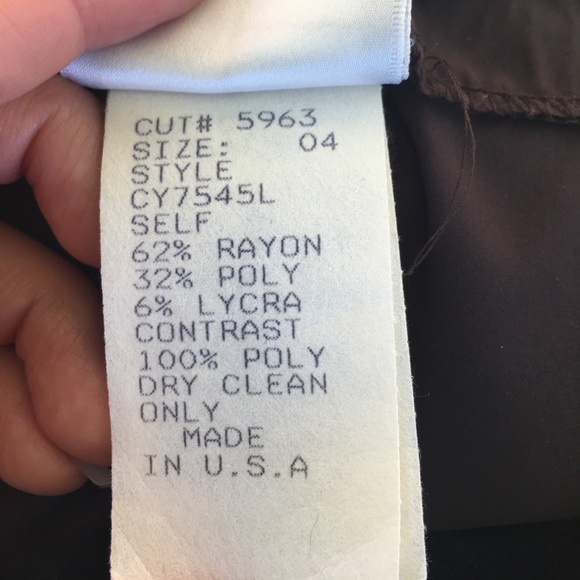 CUT# 5963
SIZE: 04
STYLE
CY7545L
SELF
62% RAYON
32% POLY
6% LYCRA
CONTRAST
100% POLY
DRY CLEAN
ONLY
MADE
IN U.S.A